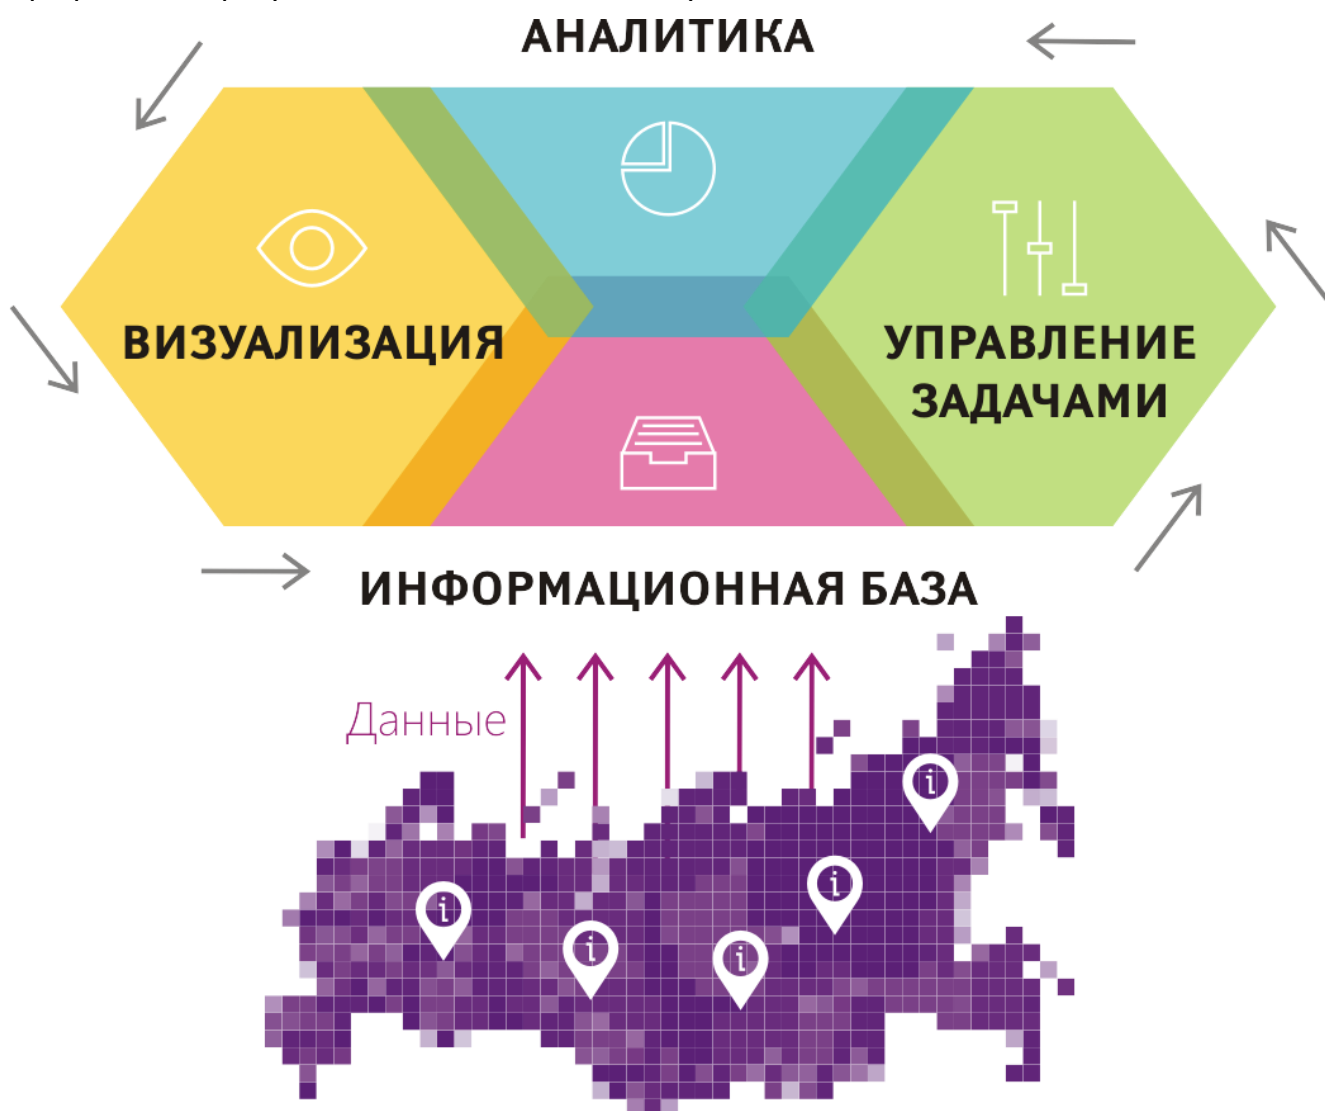 АНАЛИТИКА
ВИЗУАЛИЗАЦИЯ
УПРАВЛЕНИЕ
ЗАДАЧАМИ
ИНФОРМАЦИОННАЯ БАЗА
Данные
i
i
i
i
i